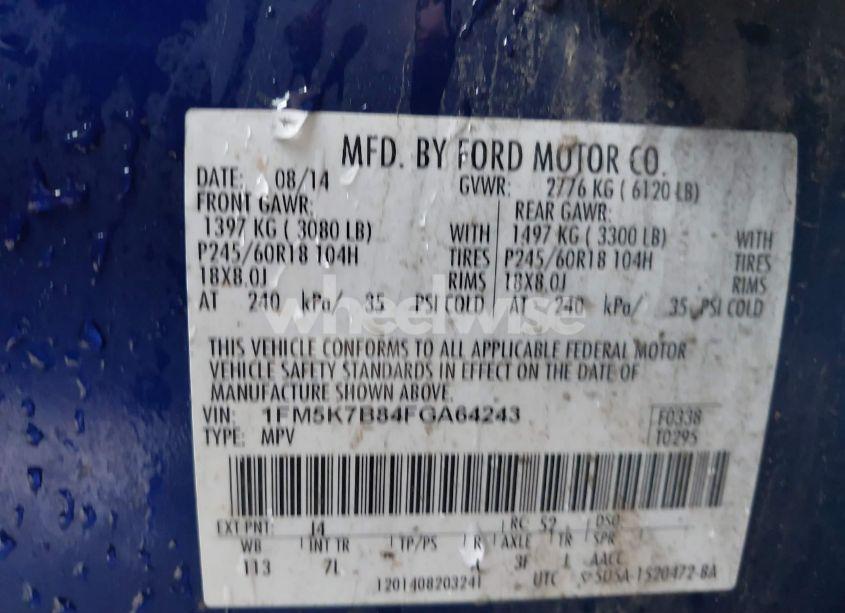 MFD. BY FORD MOTOR CO.
DATE: 08/14 GVWR: 2776 KG ( 6120 LB)
FRONT GAWR: REAR GAWR:
1397 KG ( 3080 LB) WITH 1497 KG ( 3300 LB) WITH
P245/60R18 104H TIRES P245/60R18 104H TIRES
18X8.0J RIMS 18X8.0J RIMS
AT 240 kPa/ 35 PSI COLD AT 240 kPa/ 35 PSI COLD
wheelwise
THIS VEHICLE CONFORMS TO ALL APPLICABLE FEDERAL MOTOR
VEHICLE SAFETY STANDARDS IN EFFECT ON THE DATE OF
MANUFACTURE SHOWN ABOVE.
VIN: 1FM5K7B84FGA64243 F0338
TYPE: MPV T0295
EXT PNT: J4 RC: 52 DSO:
WB INT TR TP/PS R AXLE TR SPR
113 7L 3F L AACC
1201408203241 UTC